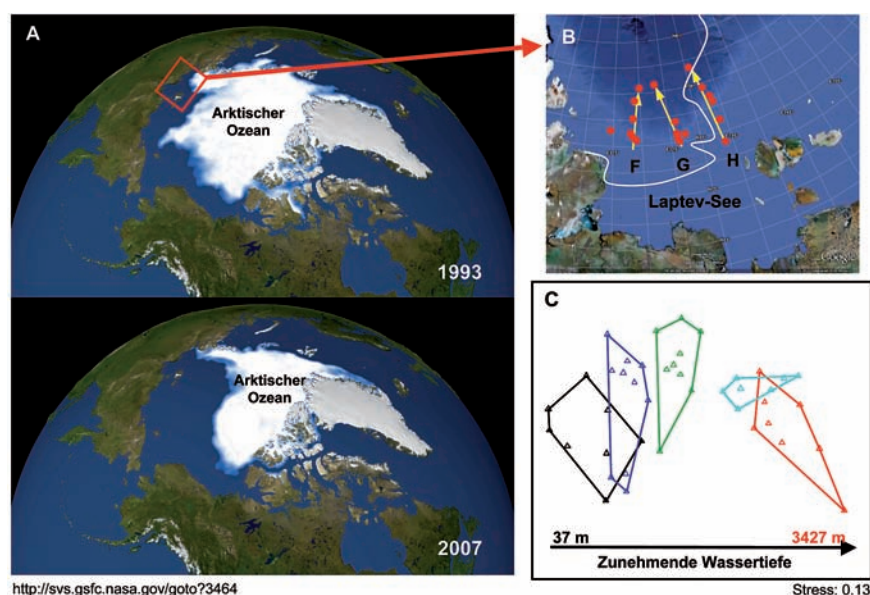 A
Arktischer
Ozean
1993
Arktischer
Ozean
2007
http://svs.gsfc.nasa.gov/goto?3464
B
F
G
H
Laptev-See
Google
C
37 m
3427 m
Zunehmende Wassertiefe
Stress: 0.13